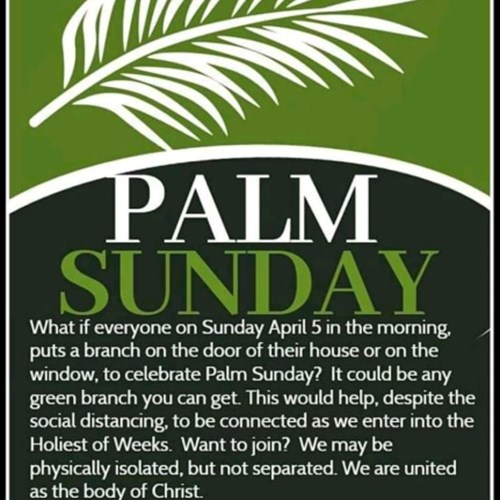 PALM
SUNDAY
What if everyone on Sunday April 5 in the morning,
puts a branch on the door of their house or on the
window, to celebrate Palm Sunday? It could be any
green branch you can get. This would help, despite the
social distancing, to be connected as we enter into the
Holiest of Weeks. Want to join? We may be
physically isolated, but not separated. We are united
as the body of Christ.